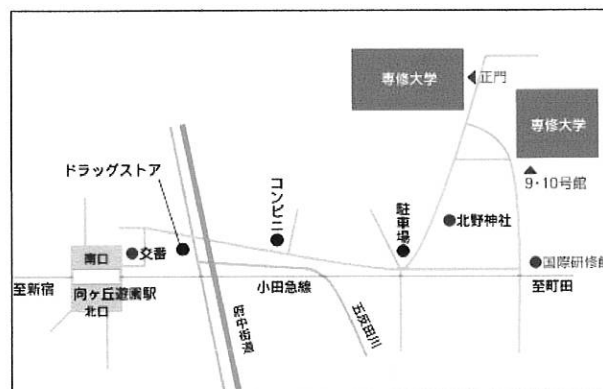 専修大学
正門
専修大学
9・10号館
ドラッグストア
コンビニ
駐車場
北野神社
交番
南口
国際研修館
至新宿
向ヶ丘遊園駅
北口
小田急線
至町田
府中街道
五反田川